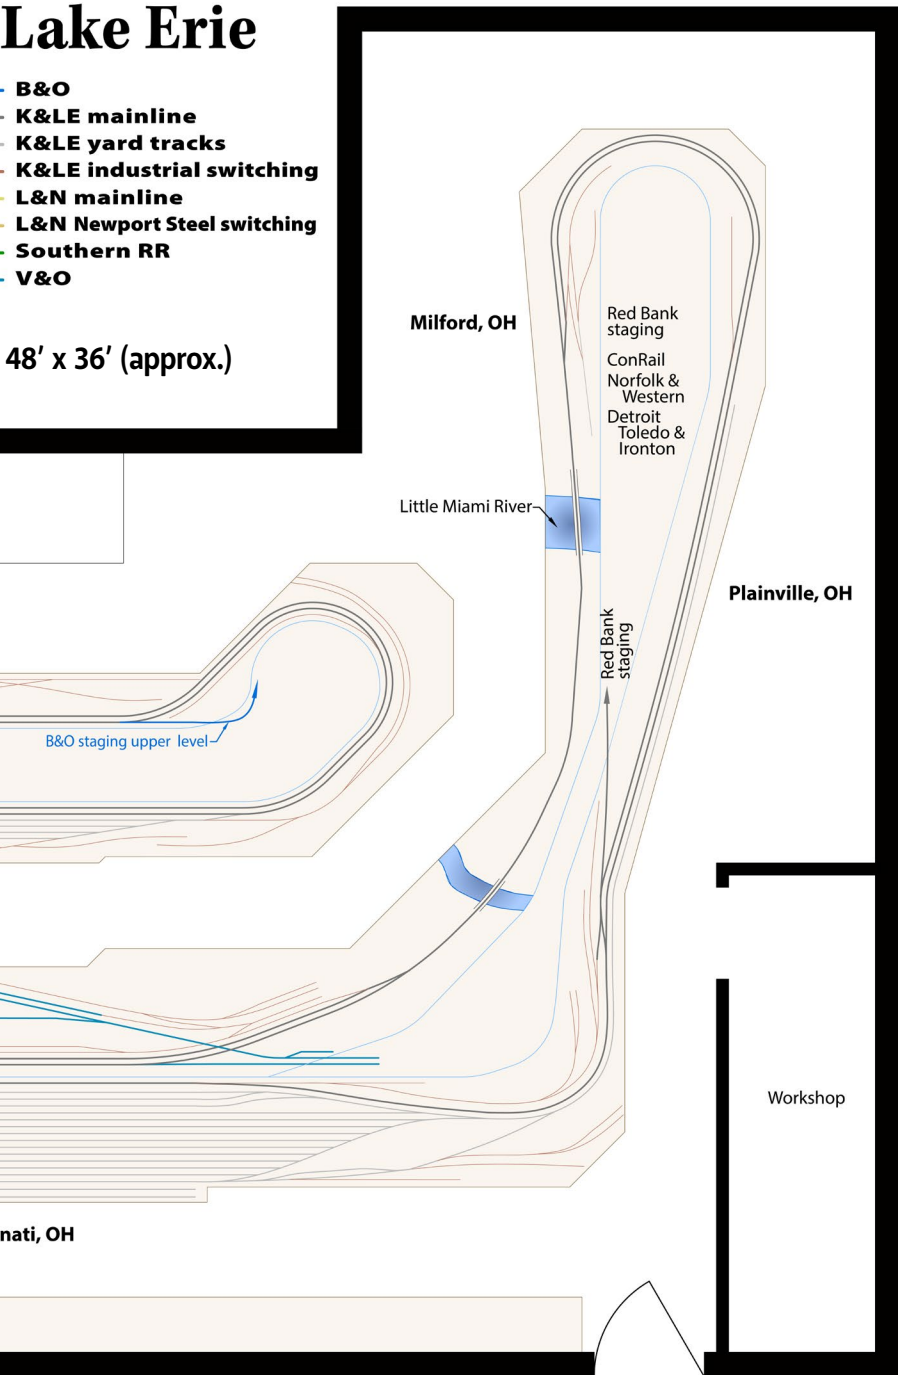 Lake Erie
B&O
K&LE mainline
K&LE yard tracks
K&LE industrial switching
L&N mainline
L&N Newport Steel switching
Southern RR
V&O
48’ x 36’ (approx.)
Milford, OH
Red Bank
staging
ConRail
Norfolk &
Western
Detroit
Toledo &
Ironton
Little Miami River
Plainville, OH
Red Bank
staging
B&O staging upper level
Workshop
nati, OH